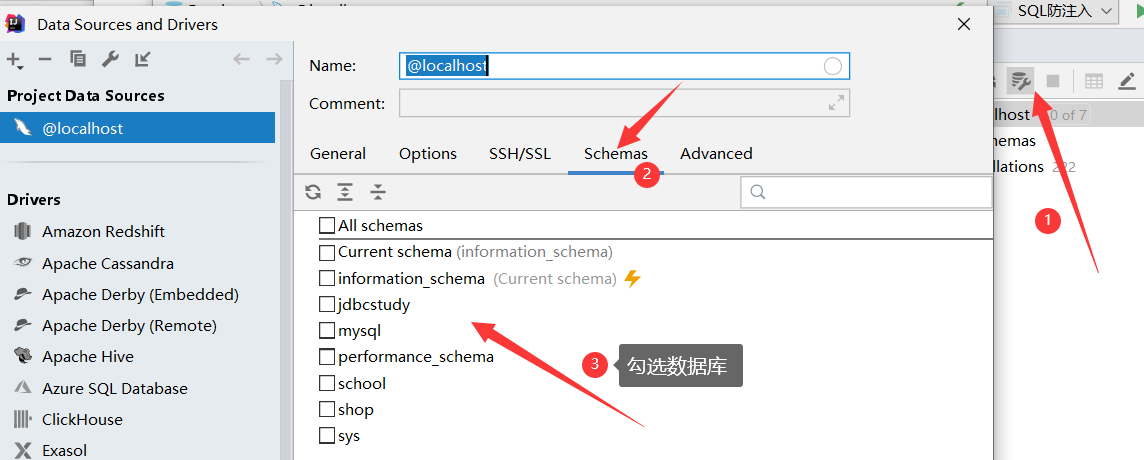 SQL防注入
Data Sources and Drivers
Name: @localhost
Comment:
Project Data Sources
@localhost
General Options SSH/SSL Schemas Advanced
2
Drivers
Amazon Redshift
Apache Cassandra
Apache Derby (Embedded)
Apache Derby (Remote)
Apache Hive
Azure SQL Database
ClickHouse
Exasol
All schemas
Current schema (information_schema)
information_schema (Current schema)
jdbcstudy
mysql
performance_schema
school
shop
sys
3 勾选数据库
lhost 0 of 7
hemas
llations 222
1